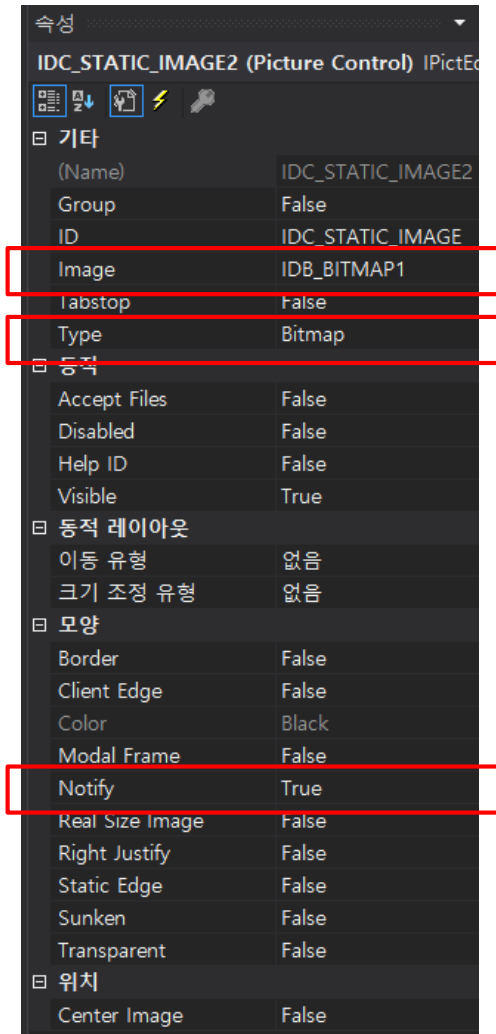 속성
IDC_STATIC_IMAGE2 (Picture Control) IPictEc
기타
(Name) IDC_STATIC_IMAGE2
Group False
ID IDC_STATIC_IMAGE
Image IDB_BITMAP1
Tabstop False
Type Bitmap
동작
Accept Files False
Disabled False
Help ID False
Visible True
동적 레이아웃
이동 유형 없음
크기 조정 유형 없음
모양
Border False
Client Edge False
Color Black
Modal Frame False
Notify True
Real Size Image False
Right Justify False
Static Edge False
Sunken False
Transparent False
위치
Center Image False